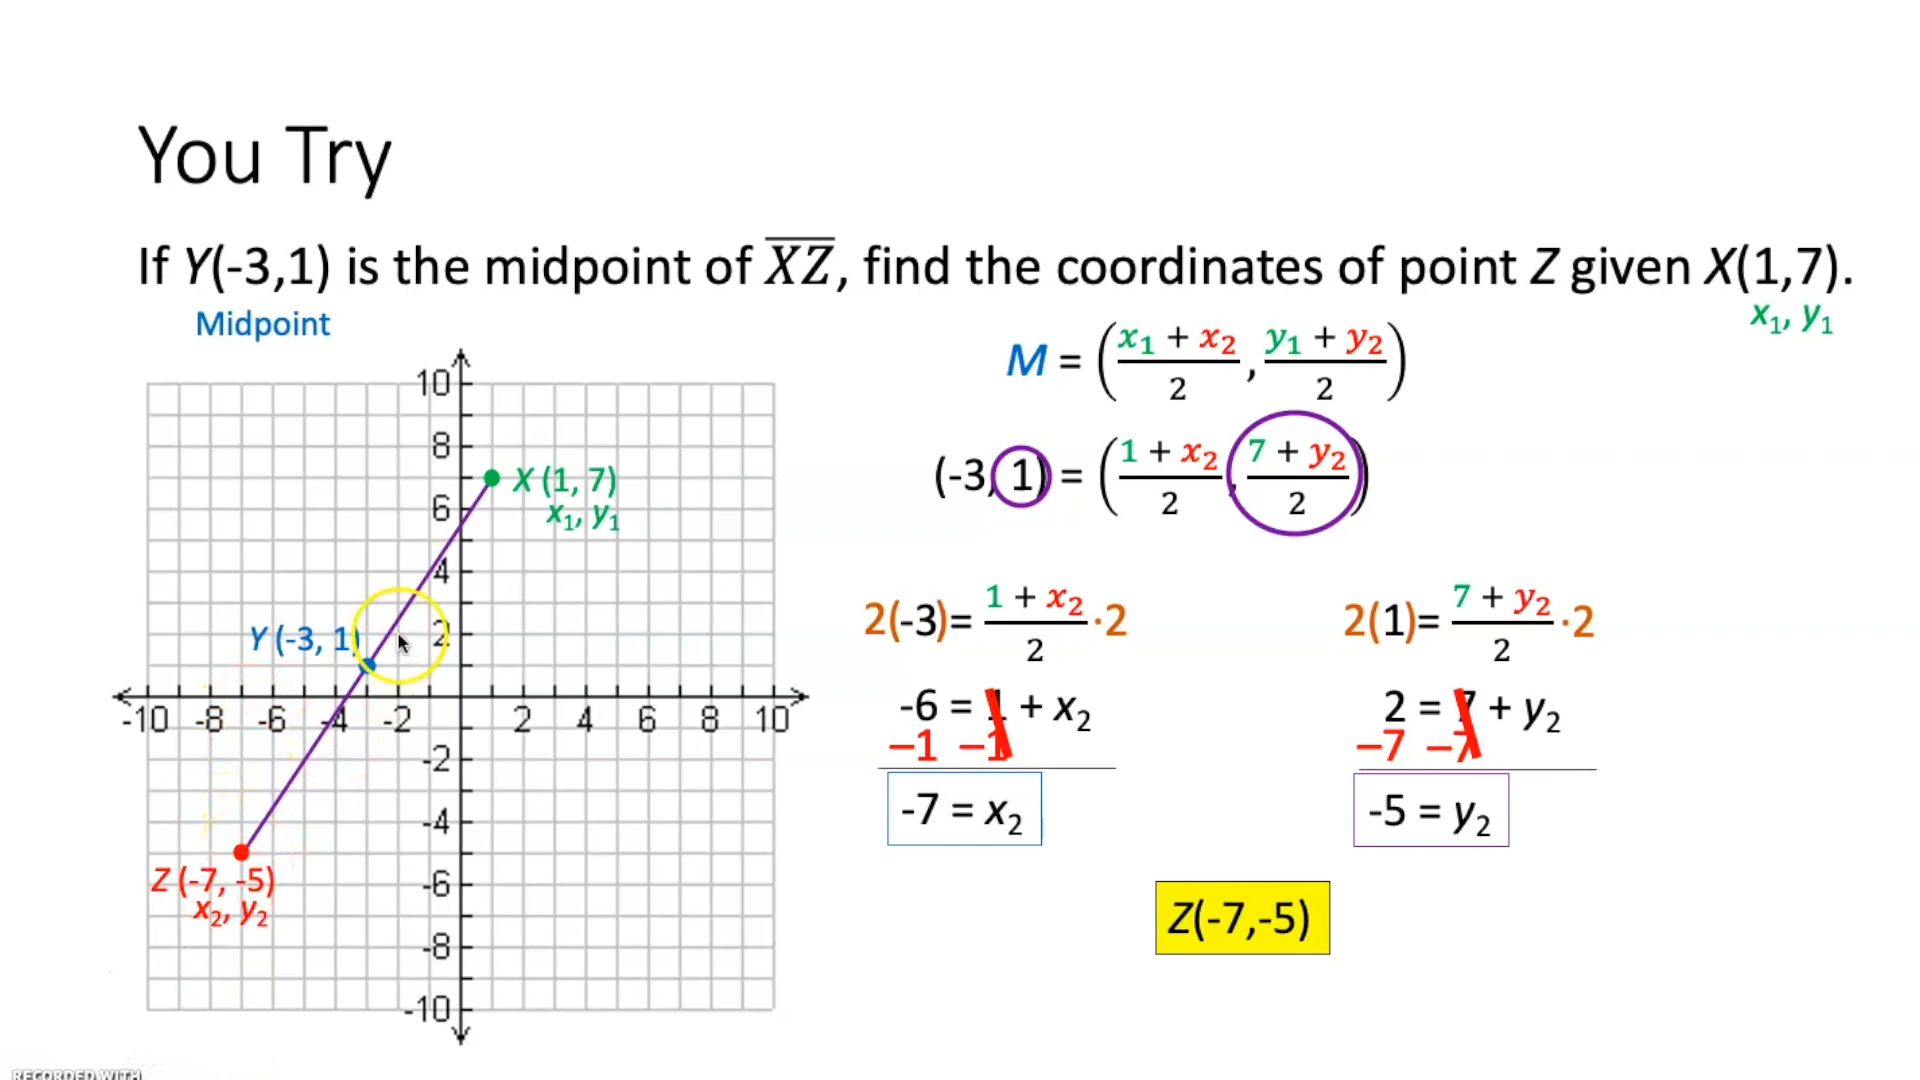 You Try
If Y(-3,1) is the midpoint of X̅Z̅, find the coordinates of point Z given X(1,7).
Midpoint
x₁, y₁
M = (x₁ + x₂ / 2, y₁ + y₂ / 2)
(-3, 1) = (1 + x₂ / 2, 7 + y₂ / 2)
10
8
6
4
2
X (1, 7)
x₁, y₁
Y (-3, 1)
-10 -8 -6 -4 -2 2 4 6 8 10
-2
-4
-6
-8
-10
Z (-7, -5)
x₂, y₂
2(-3)= 1 + x₂ / 2 ·2
-6 = 1 + x₂
−1 −1
-7 = x₂
2(1)= 7 + y₂ / 2 ·2
2 = 7 + y₂
−7 −7
-5 = y₂
Z(-7,-5)
RECORDED WITH